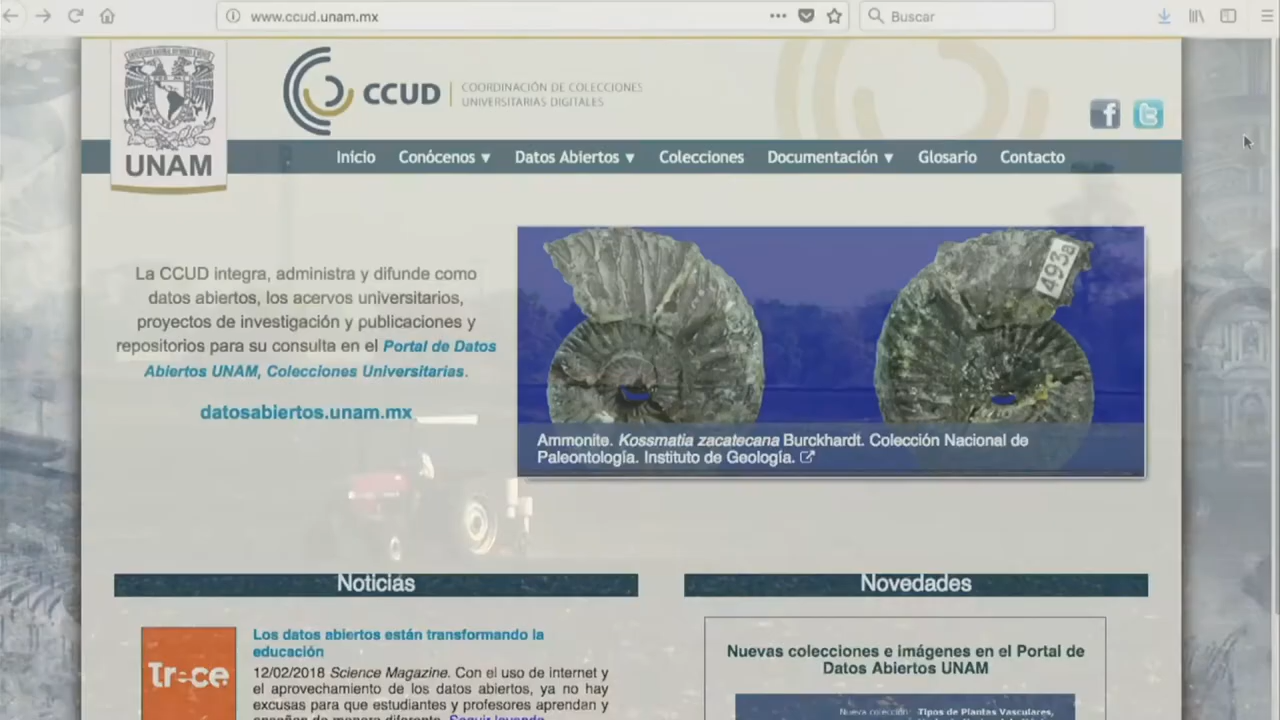 www.ccud.unam.mx
Buscar
CCUD
COORDINACIÓN DE COLECCIONES
UNIVERSITARIAS DIGITALES
UNAM
Inicio Conócenos ▼ Datos Abiertos ▼ Colecciones Documentación ▼ Glosario Contacto
La CCUD integra, administra y difunde como
datos abiertos, los acervos universitarios,
proyectos de investigación y publicaciones y
repositorios para su consulta en el Portal de Datos
Abiertos UNAM, Colecciones Universitarias.
datosabiertos.unam.mx
493a
Ammonite. Kossmatia zacatecana Burckhardt. Colección Nacional de
Paleontología. Instituto de Geología.
Noticias
Los datos abiertos están transformando la
educación
12/02/2018 Science Magazine. Con el uso de internet y
el aprovechamiento de los datos abiertos, ya no hay
excusas para que estudiantes y profesores aprendan y
Novedades
Nuevas colecciones e imágenes en el Portal de
Datos Abiertos UNAM
Nueva colección: Tipos de Plantas Vasculares,